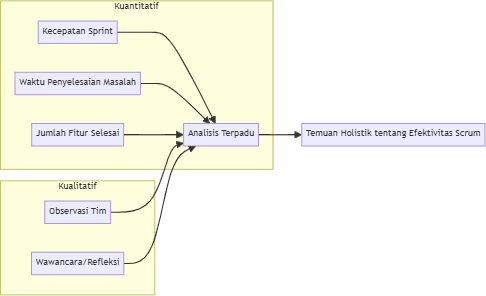 Kuantitatif
Kecepatan Sprint
Waktu Penyelesaian Masalah
Jumlah Fitur Selesai
Analisis Terpadu
Temuan Holistik tentang Efektivitas Scrum
Kualitatif
Observasi Tim
Wawancara/Refleksi